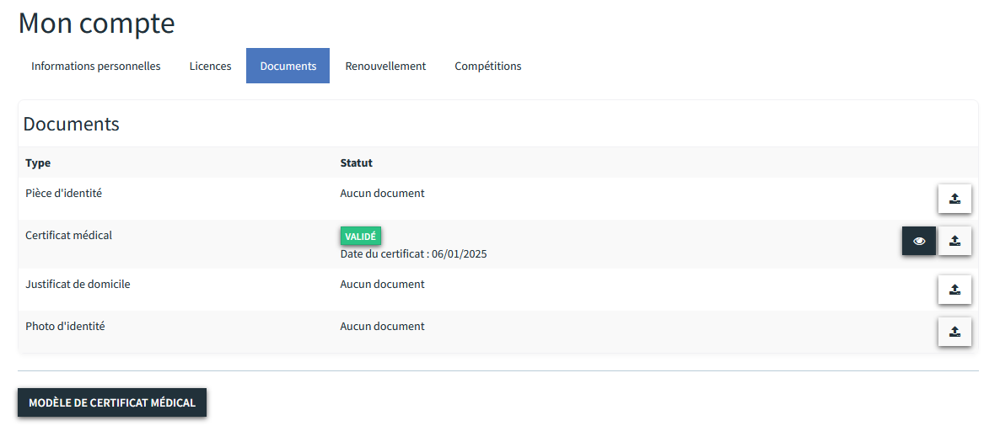 Mon compte
Informations personnelles Licences Documents Renouvellement Compétitions
Documents
Type Statut
Pièce d'identité Aucun document
Certificat médical VALIDÉ
Date du certificat : 06/01/2025
Justificat de domicile Aucun document
Photo d'identité Aucun document
MODÈLE DE CERTIFICAT MÉDICAL